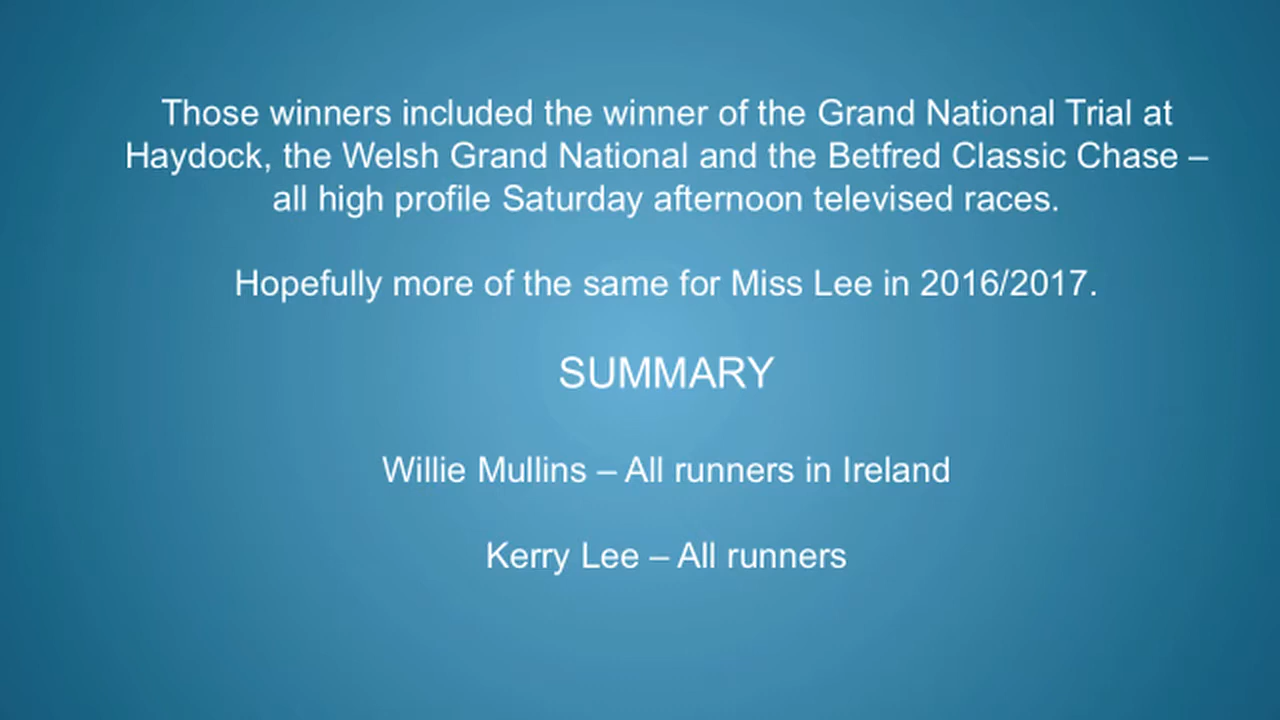 Those winners included the winner of the Grand National Trial at
Haydock, the Welsh Grand National and the Betfred Classic Chase –
all high profile Saturday afternoon televised races.
Hopefully more of the same for Miss Lee in 2016/2017.
SUMMARY
Willie Mullins – All runners in Ireland
Kerry Lee – All runners